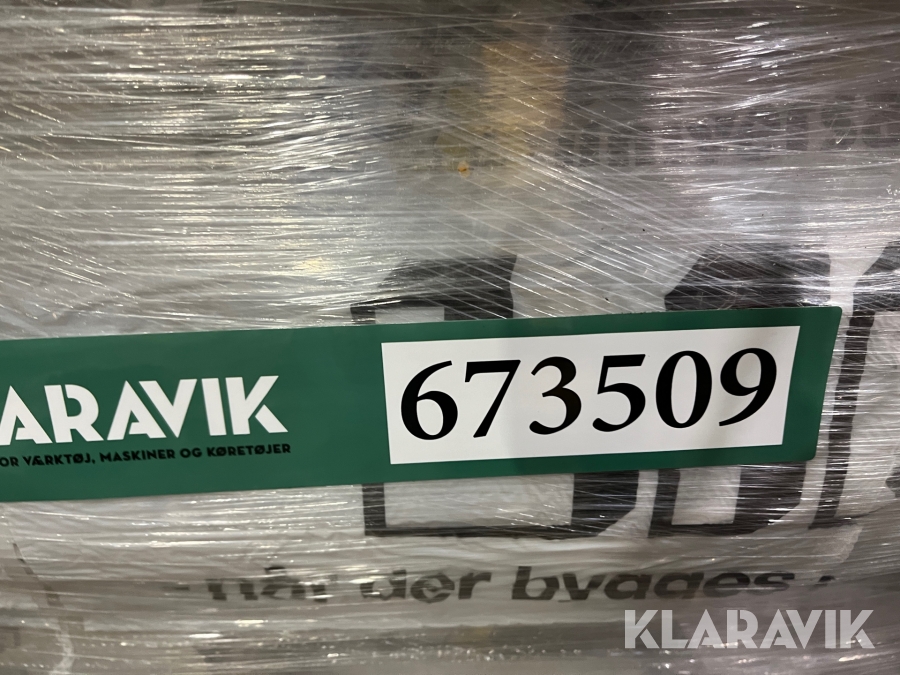 ARAVIK
OR VÆRKTØJ, MASKINER OG KØRETØJER
673509
når der bygges
KLARAVIK